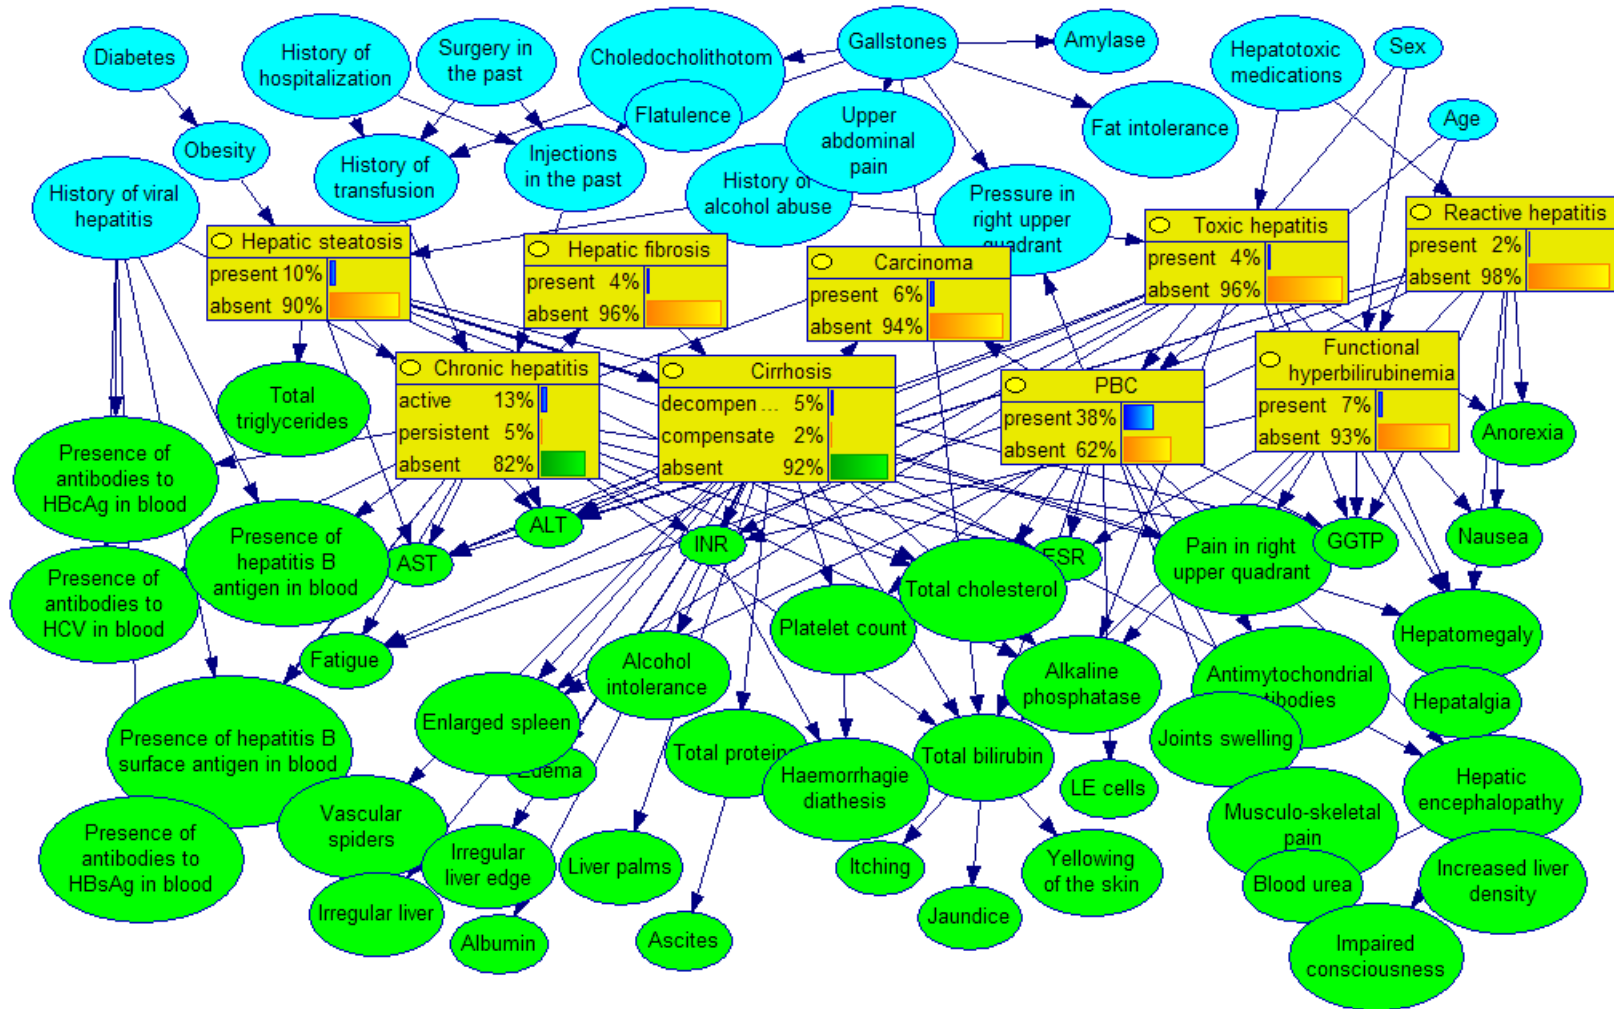 Diabetes
History of
hospitalization
Surgery in
the past
Choledocholithotom
Gallstones
Amylase
Hepatotoxic
medications
Sex
Flatulence
Upper
abdominal
pain
Fat intolerance
Age
Obesity
History of
transfusion
Injections
in the past
History of
alcohol abuse
History of viral
hepatitis
Pressure in
right upper
quadrant
Hepatic steatosis
present 10%
absent 90%
Hepatic fibrosis
present 4%
absent 96%
Carcinoma
present 6%
absent 94%
Toxic hepatitis
present 4%
absent 96%
Reactive hepatitis
present 2%
absent 98%
Chronic hepatitis
active 13%
persistent 5%
absent 82%
Cirrhosis
decompen ... 5%
compensate 2%
absent 92%
PBC
present 38%
absent 62%
Functional
hyperbilirubinemia
present 7%
absent 93%
Total
triglycerides
Anorexia
Presence of
antibodies to
HBcAg in blood
Presence of
hepatitis B
antigen in blood
AST
ALT
INR
ESR
Total cholesterol
Pain in right
upper quadrant
GGTP
Nausea
Presence of
antibodies to
HCV in blood
Fatigue
Platelet count
Hepatomegaly
Alcohol
intolerance
Alkaline
phosphatase
Antimytochondrial
tibodies
Hepatalgia
Enlarged spleen
Presence of hepatitis B
surface antigen in blood
Total protein
Total bilirubin
Joints swelling
Edema
Haemorrhagie
diathesis
LE cells
Hepatic
encephalopathy
Vascular
spiders
Musculo-skeletal
pain
Presence of
antibodies to
HBsAg in blood
Irregular
liver edge
Liver palms
Itching
Yellowing
of the skin
Blood urea
Increased liver
density
Irregular liver
Albumin
Ascites
Jaundice
Impaired
consciousness